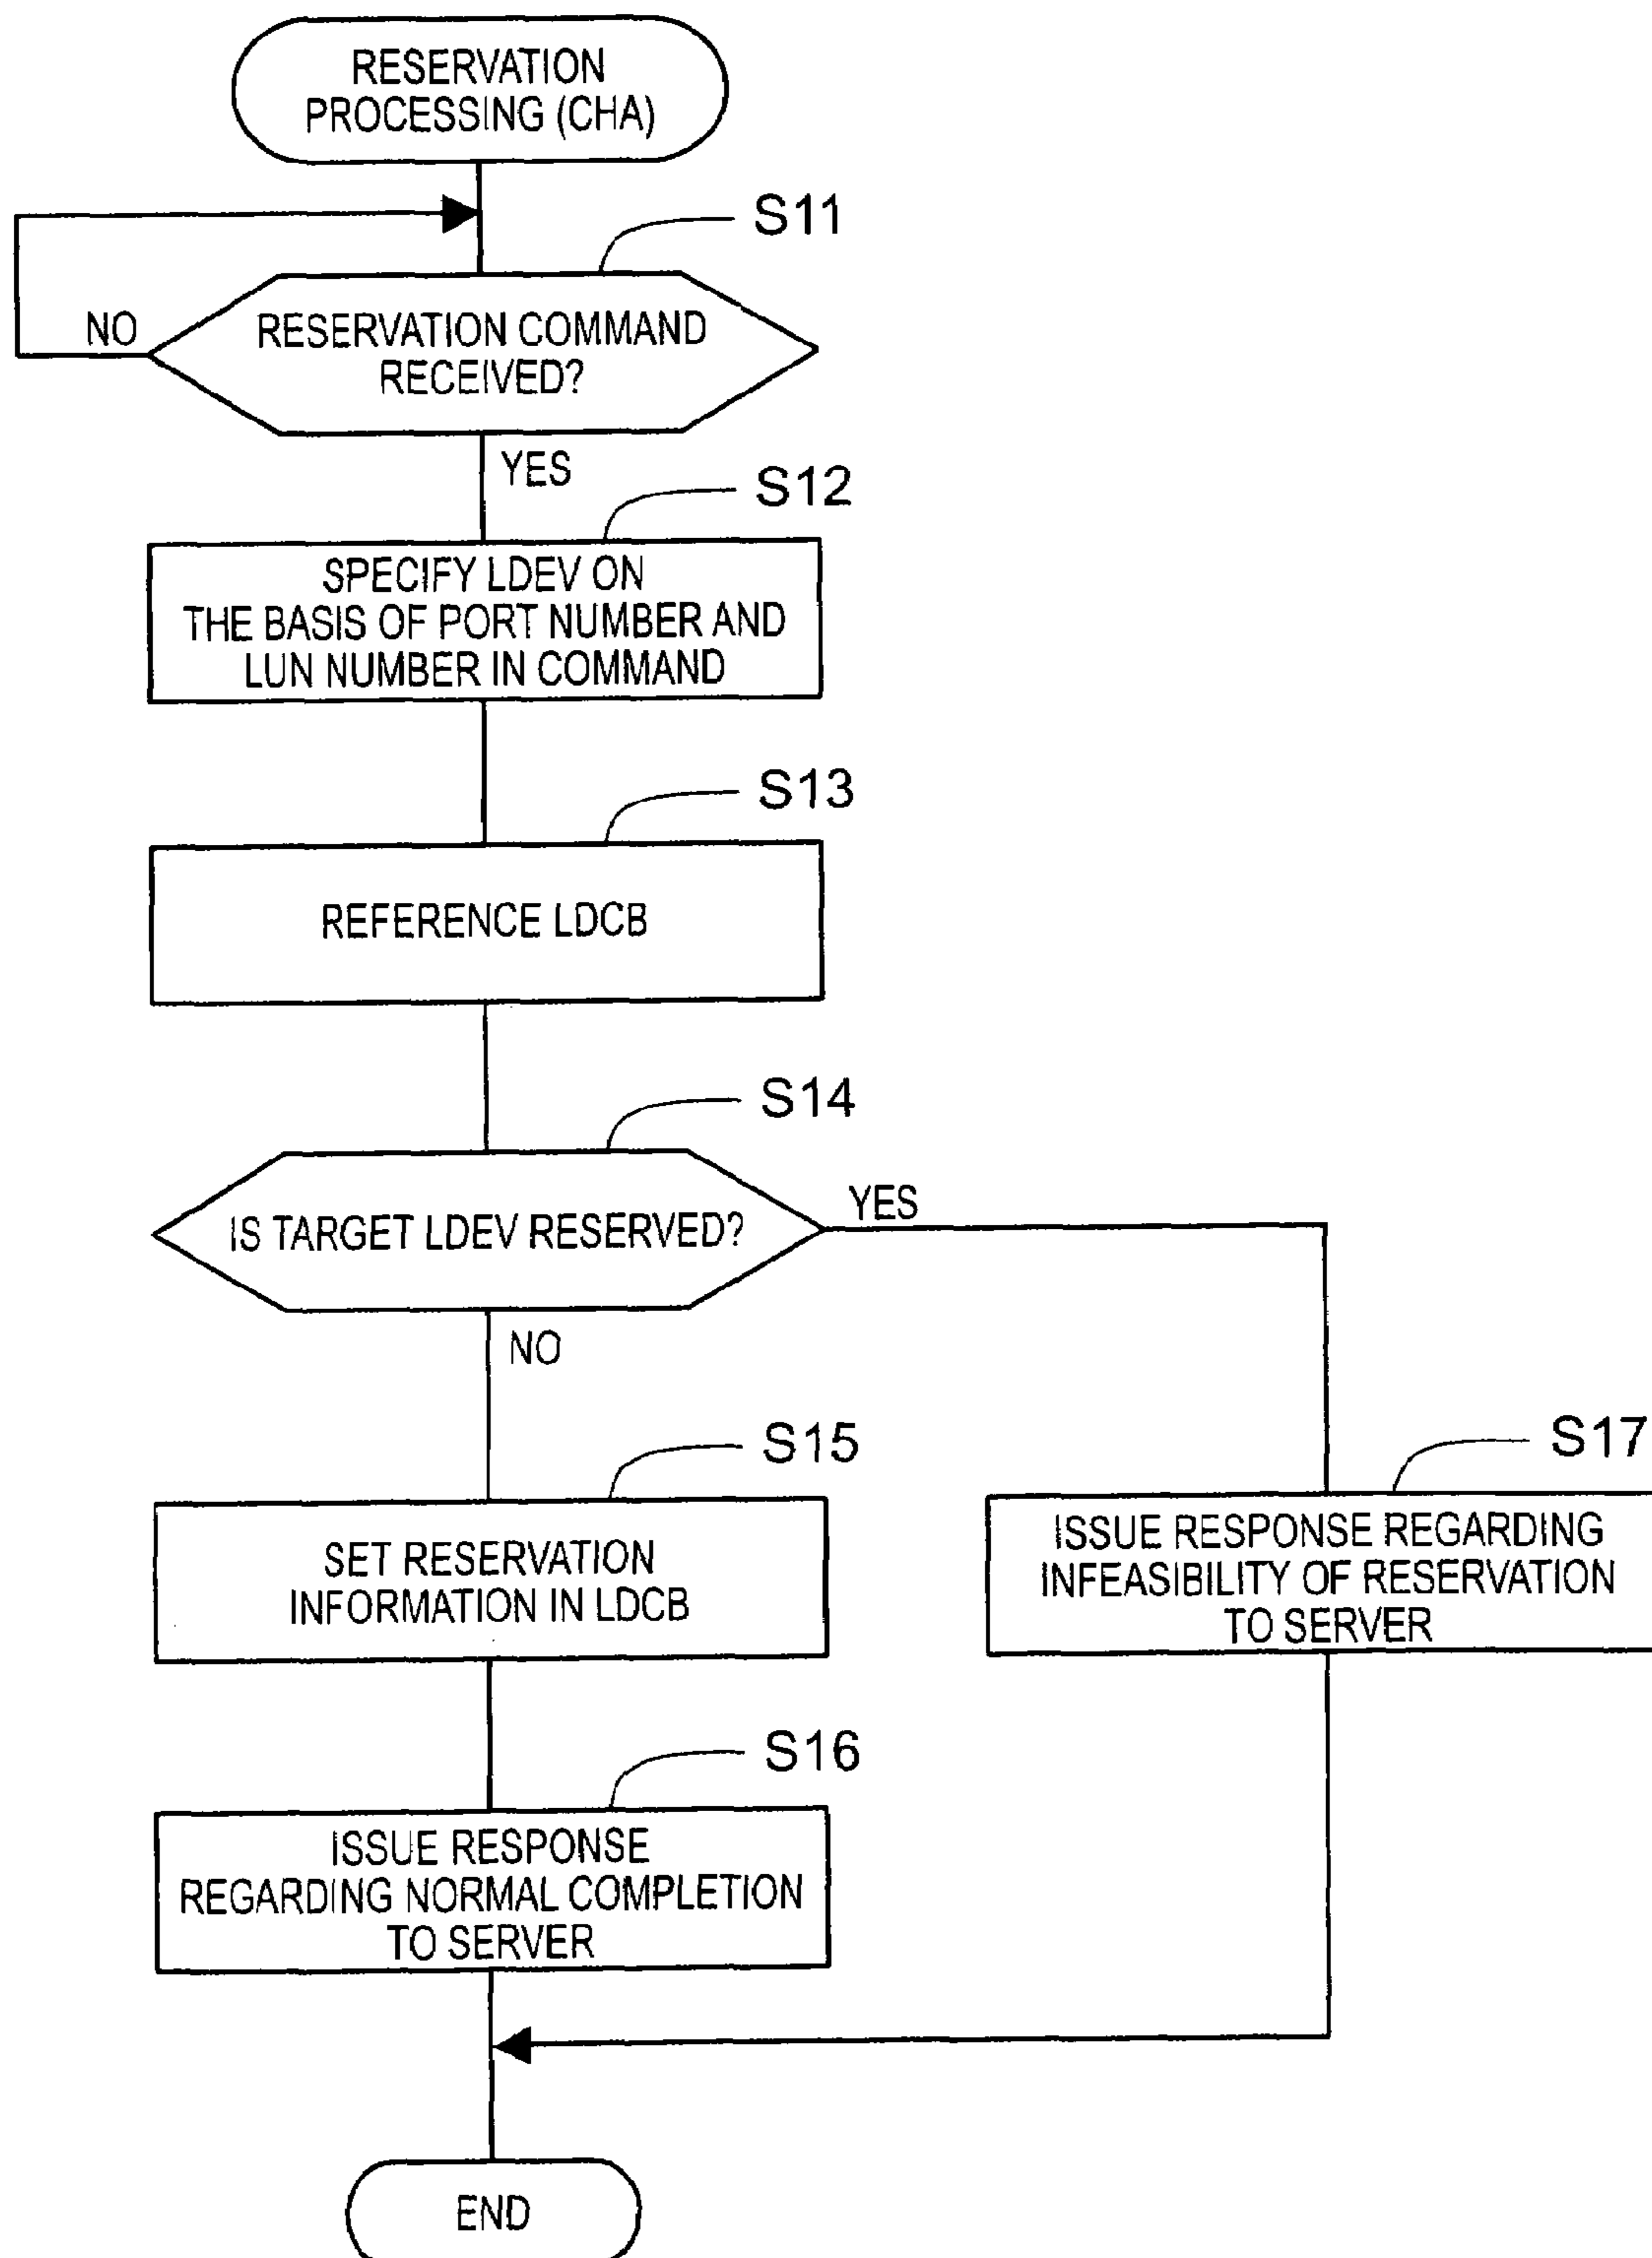 RESERVATION
PROCESSING (CHA)
S11
NO
RESERVATION COMMAND
RECEIVED?
YES
S12
SPECIFY LDEV ON
THE BASIS OF PORT NUMBER AND
LUN NUMBER IN COMMAND
S13
REFERENCE LDCB
S14
IS TARGET LDEV RESERVED?
YES
NO
S15
SET RESERVATION
INFORMATION IN LDCB
S17
ISSUE RESPONSE REGARDING
INFEASIBILITY OF RESERVATION
TO SERVER
S16
ISSUE RESPONSE
REGARDING NORMAL COMPLETION
TO SERVER
END